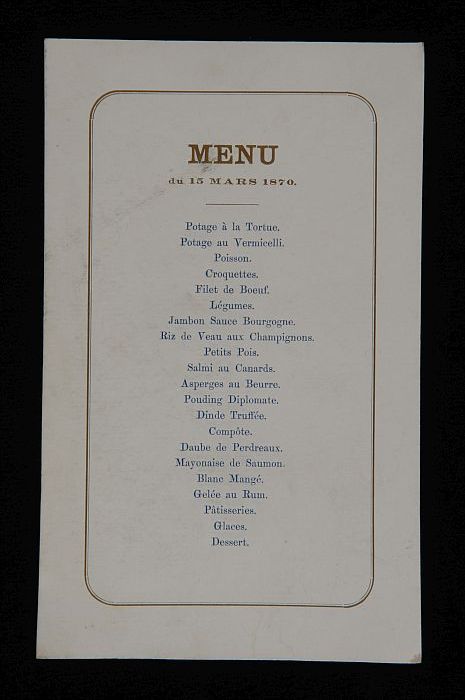 MENU
du 15 MARS 1870.
Potage à la Tortue.
Potage au Vermicelli.
Poisson.
Croquettes.
Filet de Boeuf.
Légumes.
Jambon Sauce Bourgogne.
Riz de Veau aux Champignons.
Petits Pois.
Salmi au Canards.
Asperges au Beurre.
Pouding Diplomate.
Dinde Truffée.
Compôte.
Daube de Perdreaux.
Mayonaise de Saumon.
Blanc Mangé.
Gelée au Rum.
Pâtisseries.
Glaces.
Dessert.